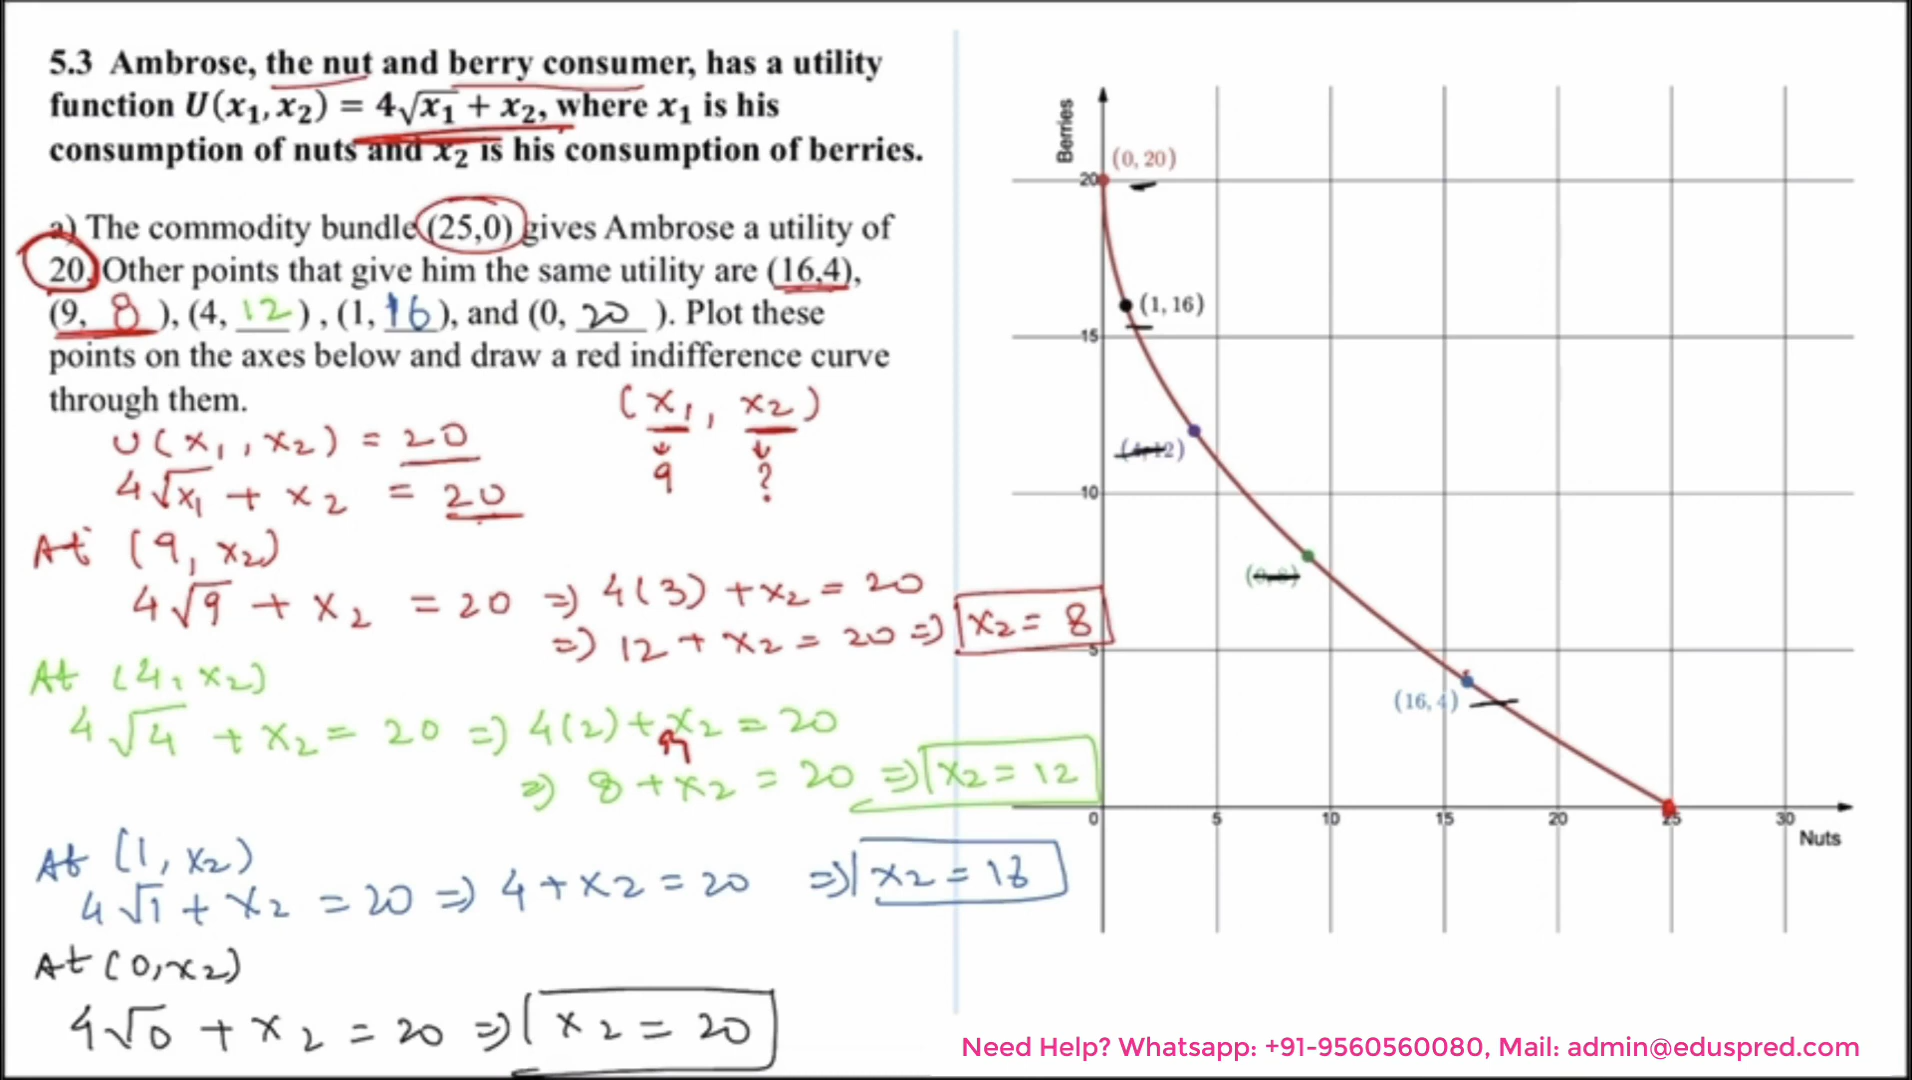 5.3 Ambrose, the nut and berry consumer, has a utility
function U(x₁, x₂) = 4√x₁ + x₂, where x₁ is his
consumption of nuts and x₂ is his consumption of berries.
a) The commodity bundle (25,0) gives Ambrose a utility of
20. Other points that give him the same utility are (16,4),
(9, 8 ), (4, 12 ) , (1, 16 ), and (0, 20 ). Plot these
points on the axes below and draw a red indifference curve
through them.
(x₁, x₂)
9 ?
U(x₁, x₂) = 20
4√x₁ + x₂ = 20
At (9, x₂)
4√9 + x₂ = 20 => 4(3) + x₂ = 20
=> 12 + x₂ = 20 => x₂ = 8
At (4, x₂)
4√4 + x₂ = 20 => 4(2) + x₂ = 20
=> 8 + x₂ = 20 => x₂ = 12
At (1, x₂)
4√1 + x₂ = 20 => 4 + x₂ = 20 => x₂ = 16
At (0, x₂)
4√0 + x₂ = 20 => x₂ = 20
Berries
(0, 20)
20
(1, 16)
15
(4, 12)
10
(9, 8)
5
(16, 4)
0 5 10 15 20 25 30
Nuts
Need Help? Whatsapp: +91-9560560080, Mail: admin@eduspred.com